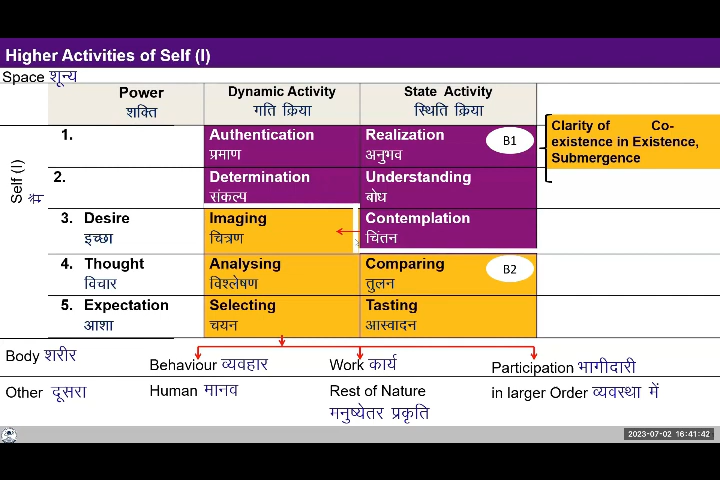 Higher Activities of Self (I)
Space शून्य
Power
शक्ति
Dynamic Activity
गति क्रिया
State Activity
स्थिति क्रिया
Self (I)
मैं
1.
Authentication
प्रमाण
Realization
अनुभव
B1
Clarity of Co-
existence in Existence,
Submergence
2.
Determination
संकल्प
Understanding
बोध
3. Desire
इच्छा
Imaging
चित्रण
Contemplation
चिंतन
4. Thought
विचार
Analysing
विश्लेषण
Comparing
तुलन
B2
5. Expectation
आशा
Selecting
चयन
Tasting
आस्वादन
Body शरीर
Behaviour व्यवहार
Work कार्य
Participation भागीदारी
Other दूसरा
Human मानव
Rest of Nature
मनुष्येतर प्रकृति
in larger Order व्यवस्था में
2023-07-02 16:41:42